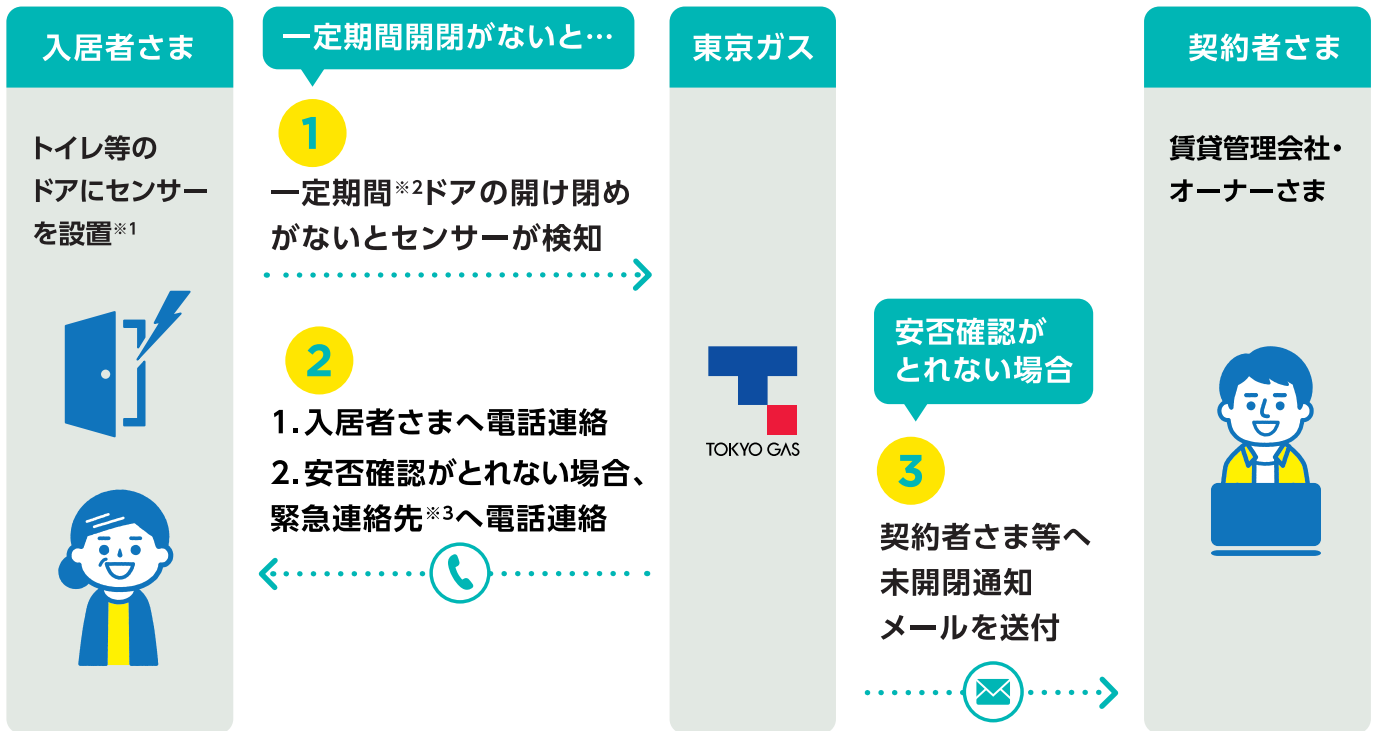 入居者さま
トイレ等の
ドアにセンサー
を設置※1
一定期間開閉がないと…
1
一定期間※2ドアの開け閉め
がないとセンサーが検知
2
1.入居者さまへ電話連絡
2.安否確認がとれない場合、
緊急連絡先※3へ電話連絡
東京ガス
TOKYO GAS
安否確認が
とれない場合
3
契約者さま等へ
未開閉通知
メールを送付
契約者さま
賃貸管理会社・
オーナーさま